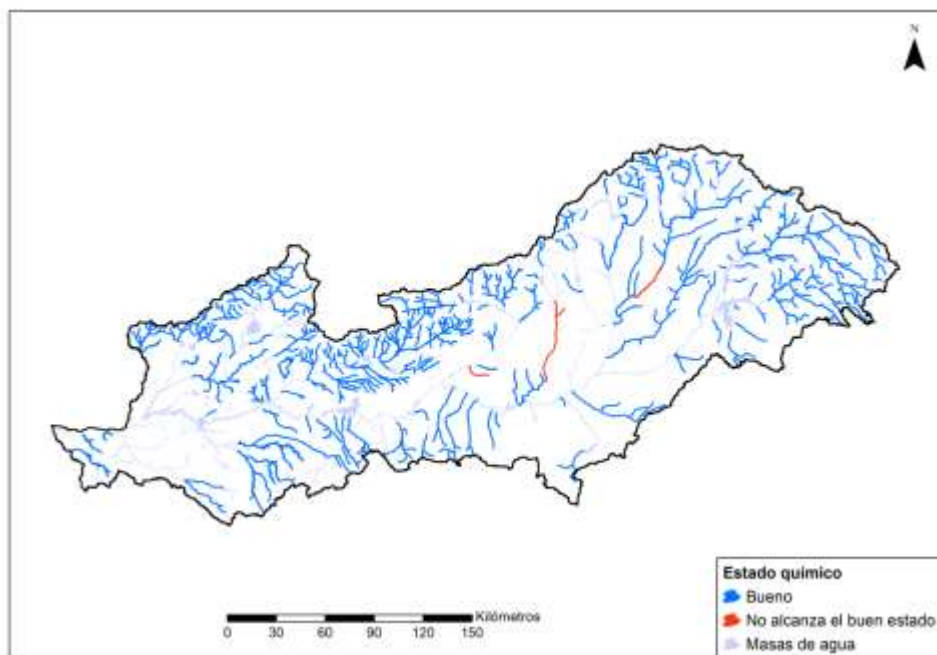 N
Kilómetros
0 30 60 90 120 150
Estado químico
Bueno
No alcanza el buen estado
Masas de agua